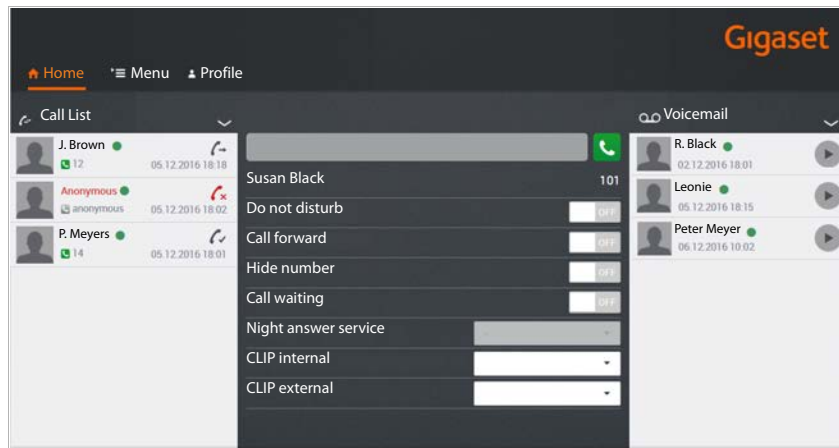 Gigaset
Home Menu Profile
Call List
J. Brown
12 05.12.2016 18:18
Anonymous
anonymous 05.12.2016 18:02
P. Meyers
14 05.12.2016 18:01
Susan Black 101
Do not disturb OFF
Call forward OFF
Hide number OFF
Call waiting OFF
Night answer service
CLIP internal
CLIP external
Voicemail
R. Black
02.12.2016 18:01
Leonie
05.12.2016 18:15
Peter Meyer
06.12.2016 10:02